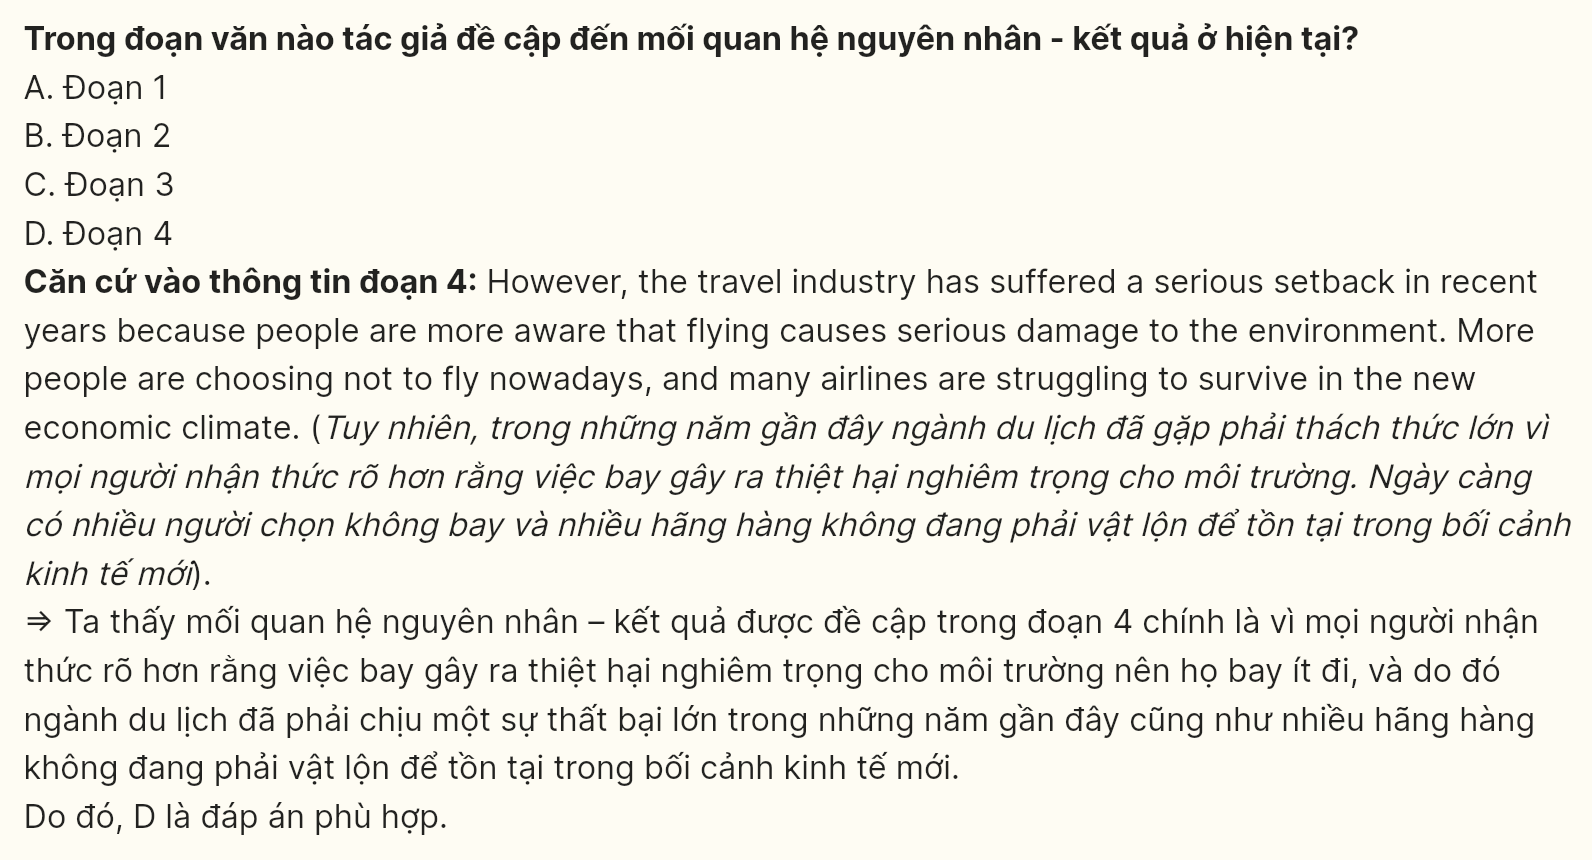 Trong đoạn văn nào tác giả đề cập đến mối quan hệ nguyên nhân - kết quả ở hiện tại?
A. Đoạn 1
B. Đoạn 2
C. Đoạn 3
D. Đoạn 4
Căn cứ vào thông tin đoạn 4: However, the travel industry has suffered a serious setback in recent
years because people are more aware that flying causes serious damage to the environment. More
people are choosing not to fly nowadays, and many airlines are struggling to survive in the new
economic climate. (Tuy nhiên, trong những năm gần đây ngành du lịch đã gặp phải thách thức lớn vì
mọi người nhận thức rõ hơn rằng việc bay gây ra thiệt hại nghiêm trọng cho môi trường. Ngày càng
có nhiều người chọn không bay và nhiều hãng hàng không đang phải vật lộn để tồn tại trong bối cảnh
kinh tế mới).
⇒ Ta thấy mối quan hệ nguyên nhân – kết quả được đề cập trong đoạn 4 chính là vì mọi người nhận
thức rõ hơn rằng việc bay gây ra thiệt hại nghiêm trọng cho môi trường nên họ bay ít đi, và do đó
ngành du lịch đã phải chịu một sự thất bại lớn trong những năm gần đây cũng như nhiều hãng hàng
không đang phải vật lộn để tồn tại trong bối cảnh kinh tế mới.
Do đó, D là đáp án phù hợp.